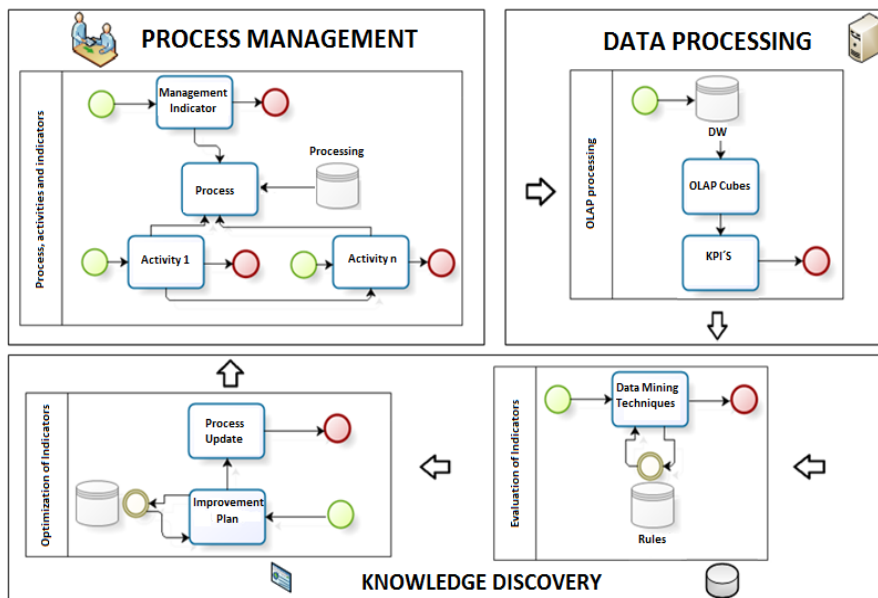 PROCESS MANAGEMENT
Process, activities and indicators
Management
Indicator
Processing
Process
Activity 1
Activity n
DATA PROCESSING
OLAP processing
DW
OLAP Cubes
KPI´S
Evaluation of Indicators
Data Mining
Techniques
Rules
Optimization of Indicators
Process
Update
Improvement
Plan
KNOWLEDGE DISCOVERY